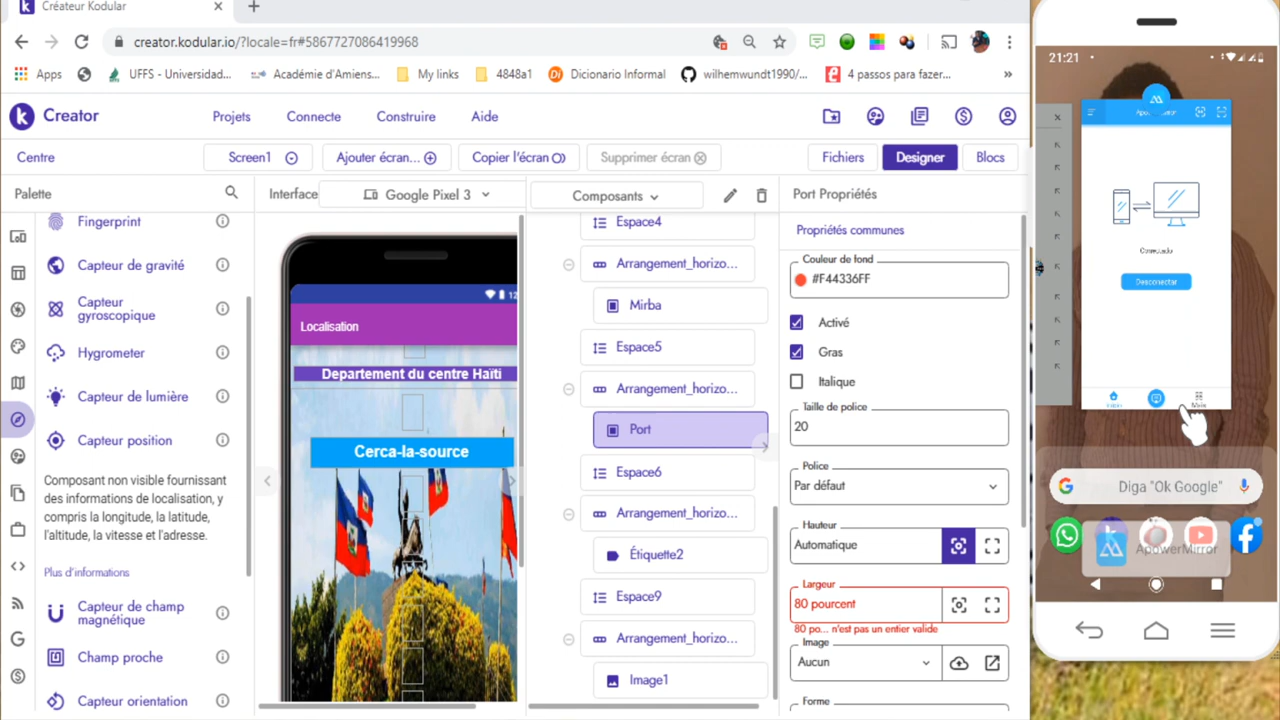 Créateur Kodular
creator.kodular.io/?locale=fr#5867727086419968
Apps
UFFS - Universidad...
Académie d'Amiens...
My links
4848a1
Dicionario Informal
wilhemwundt1990/...
4 passos para fazer...
»
Creator
Projets
Connecte
Construire
Aide
Centre
Screen1
Ajouter écran...
Copier l'écran
Supprimer écran
Fichiers
Designer
Blocs
Palette
Fingerprint
Capteur de gravité
Capteur
gyroscopique
Hygrometer
Capteur de lumière
Capteur position
Composant non visible fournissant
des informations de localisation, y
compris la longitude, la latitude,
l'altitude, la vitesse et l'adresse.
Plus d'informations
Capteur de champ
magnétique
Champ proche
Capteur orientation
Interface
Google Pixel 3
12
Localisation
Departement du centre Haïti
Cerca-la-source
Composants
Espace4
Arrangement_horizo...
Mirba
Espace5
Arrangement_horizo...
Port
Espace6
Arrangement_horizo...
Étiquette2
Espace9
Arrangement_horizo...
Image1
Port Propriétés
Propriétés communes
Couleur de fond
#F44336FF
Activé
Gras
Italique
Taille de police
20
Police
Par défaut
Hauteur
Automatique
Largeur
80 pourcent
80 po... n'est pas un entier valide
Image
Aucun
Forme
21:21
Conectado
Desconectar
Diga "Ok Google"
ApowerMirror